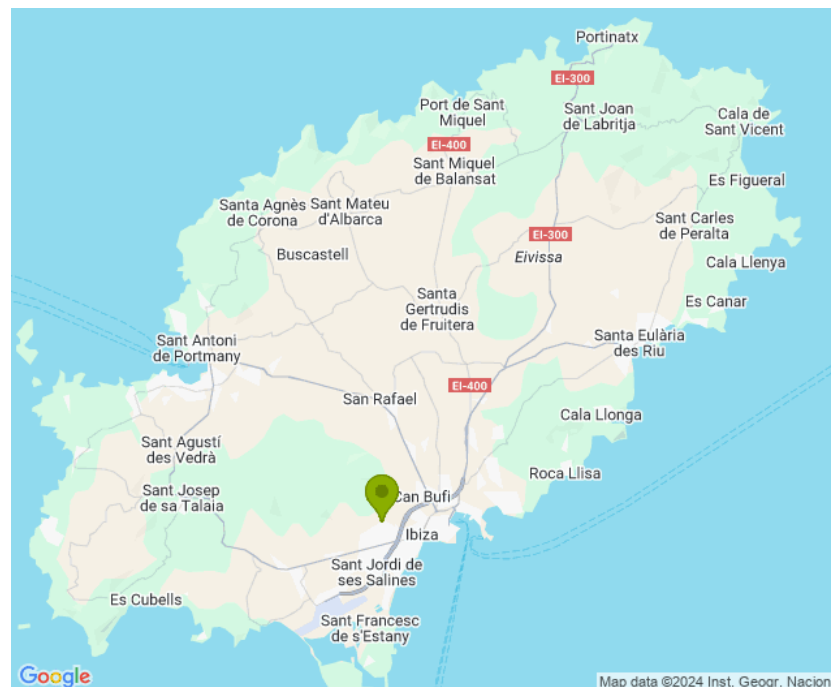 Portinatx
EI-300
Port de Sant
Miquel
Sant Joan
de Labritja
Cala de
Sant Vicent
EI-400
Sant Miquel
de Balansat
Es Figueral
Santa Agnès
de Corona
Sant Mateu
d'Albarca
Sant Carles
de Peralta
EI-300
Buscastell
Eivissa
Cala Llenya
Santa
Gertrudis
de Fruitera
Es Canar
Sant Antoni
de Portmany
Santa Eulària
des Riu
EI-400
San Rafael
Cala Llonga
Sant Agustí
des Vedrà
Roca Llisa
Sant Josep
de sa Talaia
Can Bufi
Ibiza
Sant Jordi de
ses Salines
Es Cubells
Sant Francesc
de s'Estany
Google
Map data ©2024 Inst. Geogr. Nacion